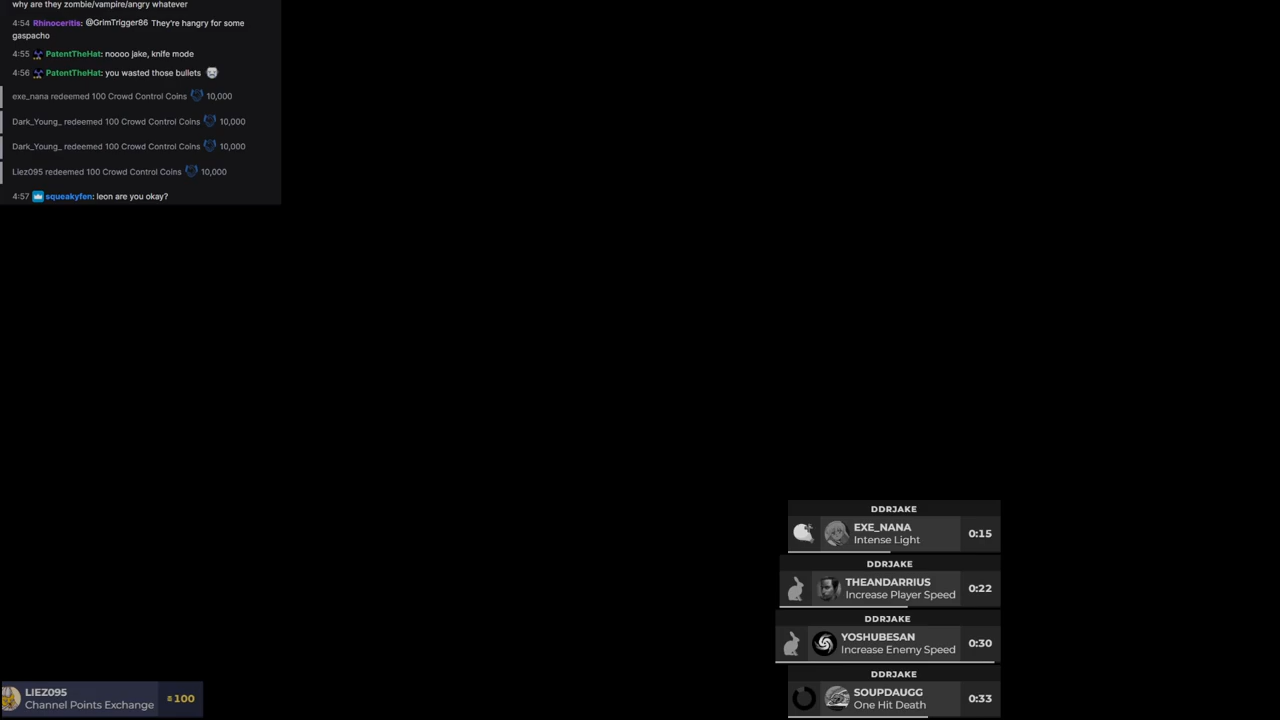 why are they zombie/vampire/angry whatever
4:54 Rhinoceritis: @GrimTrigger86 They're hangry for some
gaspacho
4:55 PatentTheHat: noooo jake, knife mode
4:56 PatentTheHat: you wasted those bullets
exe_nana redeemed 100 Crowd Control Coins 10,000
Dark_Young_ redeemed 100 Crowd Control Coins 10,000
Dark_Young_ redeemed 100 Crowd Control Coins 10,000
Liez095 redeemed 100 Crowd Control Coins 10,000
4:57 squeakyfen: leon are you okay?
DDRJAKE
EXE_NANA
Intense Light
0:15
DDRJAKE
THEANDARRIUS
Increase Player Speed
0:22
DDRJAKE
YOSHUBESAN
Increase Enemy Speed
0:30
DDRJAKE
SOUPDAUGG
One Hit Death
0:33
LIEZ095
Channel Points Exchange
100